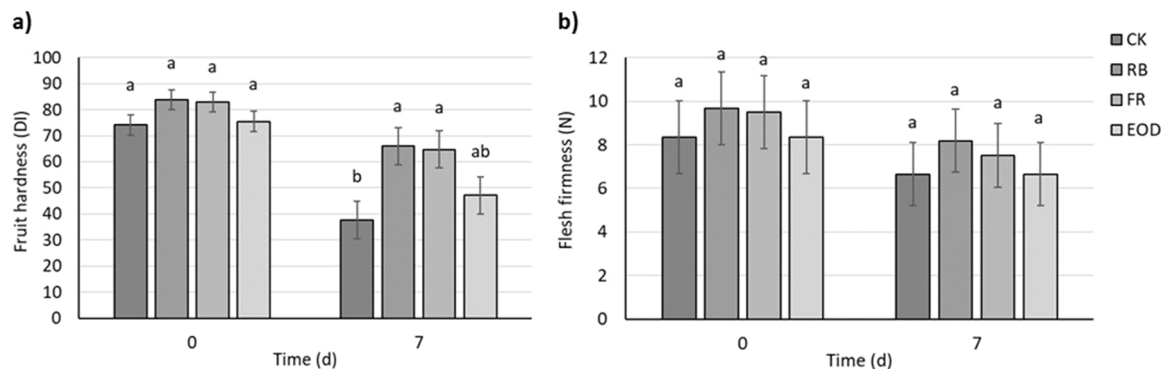 a)
100
90
80
70
60
50
40
30
20
10
0
Fruit hardness (DI)
a
a
a
a
b
a
a
ab
0
7
Time (d)
b)
12
10
8
6
4
2
0
Flesh firmness (N)
a
a
a
a
a
a
a
a
0
7
Time (d)
CK
RB
FR
EOD